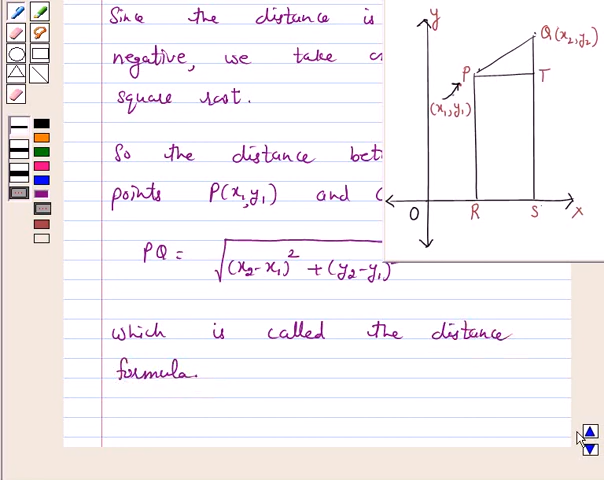 Since the distance is
negative, we take
square root.
So the distance
points P(x₁,y₁) and
PQ = √(x₂-x₁)² + (y₂-y₁)²
which is called the distance
formula.
y
Q(x₂,y₂)
P T
(x₁,y₁)
O R S x